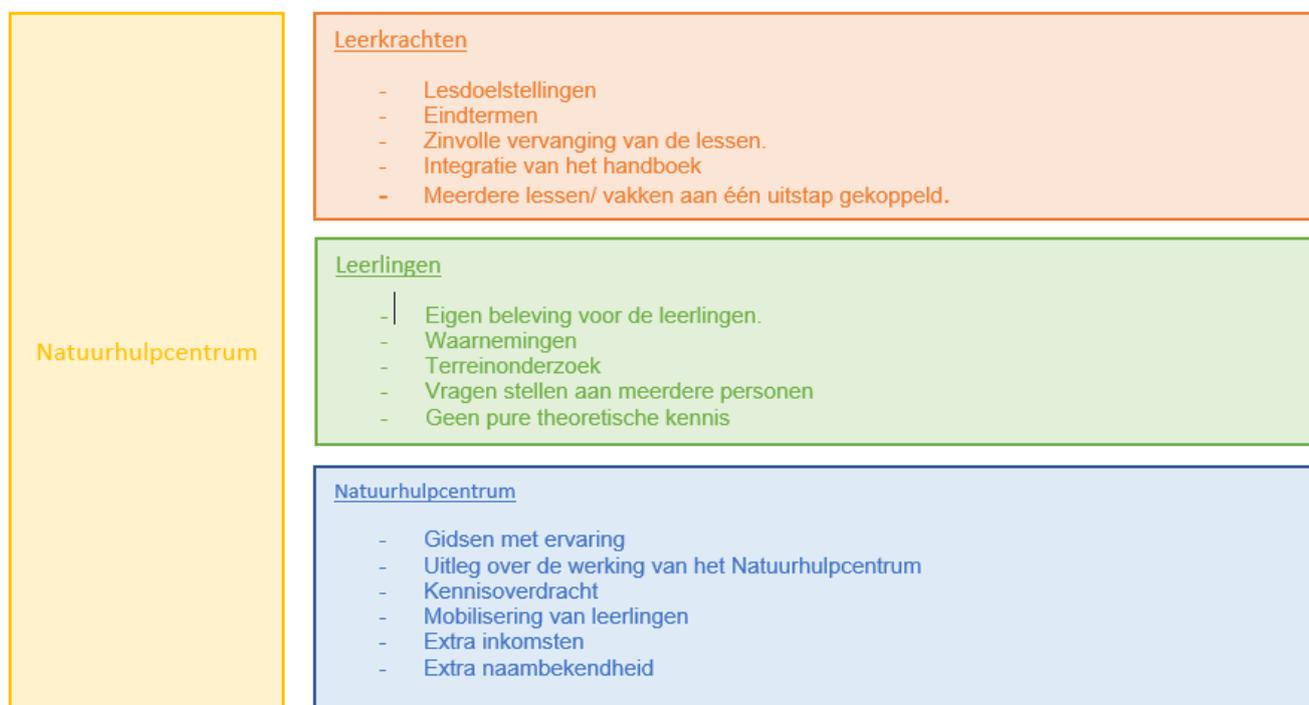 Natuurhulpcentrum
Leerkrachten
- Lesdoelstellingen
- Eindtermen
- Zinvolle vervanging van de lessen.
- Integratie van het handboek
- Meerdere lessen/ vakken aan één uitstap gekoppeld.
Leerlingen
- Eigen beleving voor de leerlingen.
- Waarnemingen
- Terreinonderzoek
- Vragen stellen aan meerdere personen
- Geen pure theoretische kennis
Natuurhulpcentrum
- Gidsen met ervaring
- Uitleg over de werking van het Natuurhulpcentrum
- Kennisoverdracht
- Mobilisering van leerlingen
- Extra inkomsten
- Extra naambekendheid